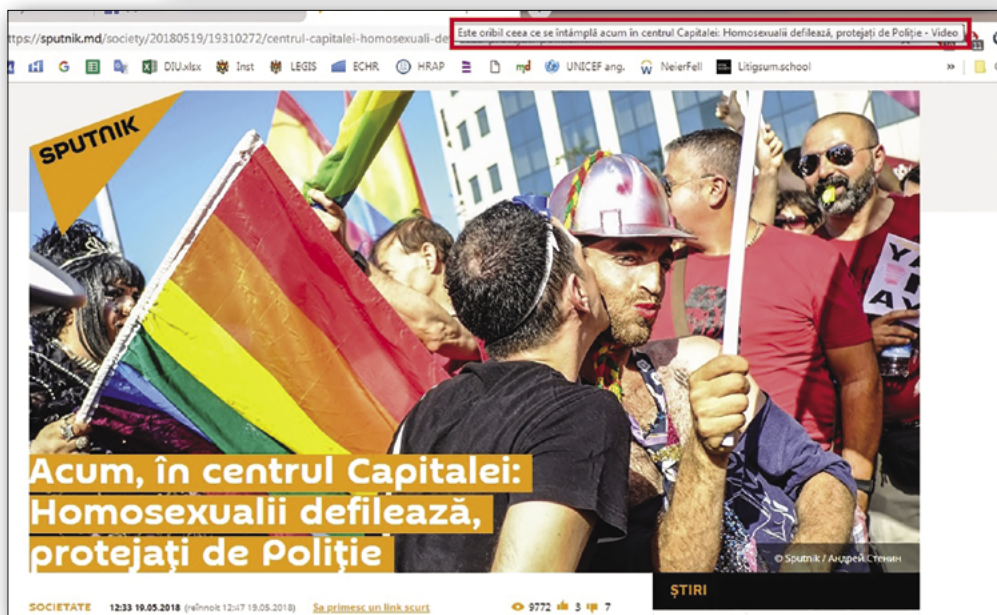 ttps://sputnik.md/society/20180519/19310272/centrul-capitalei-homosexuali-de
Este oribil ceea ce se întâmplă acum în centrul Capitalei: Homosexualii defilează, protejați de Poliție - Video
G DIU.xlsx Inst LEGIS ECHR HRAP md UNICEF ang. NeierFell Litigsum.school »
SPUTNIK
Acum, în centrul Capitalei:
Homosexualii defilează,
protejați de Poliție
© Sputnik / Андрей Стенин
ȘTIRI
SOCIETATE 12:33 19.05.2018 (reînnoit 12:47 19.05.2018) Sa primesc un link scurt 9772 3 7